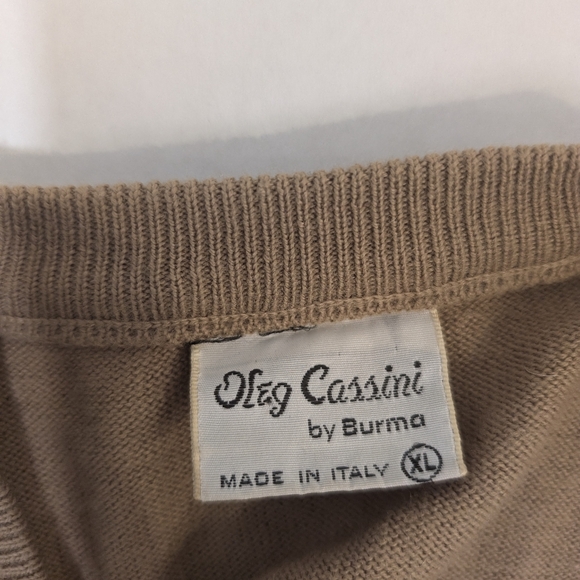 Oleg Cassini
by Burma
MADE IN ITALY XL